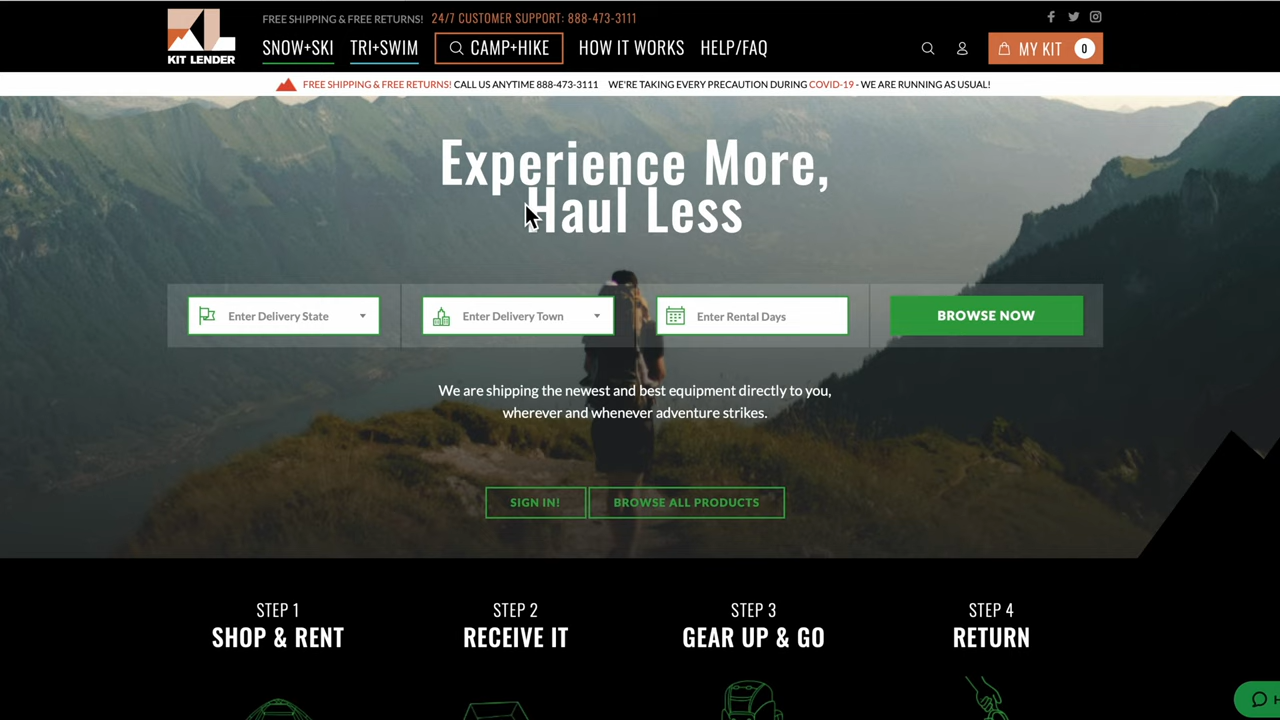 FREE SHIPPING & FREE RETURNS! 24/7 CUSTOMER SUPPORT: 888-473-3111
KIT LENDER
SNOW+SKI TRI+SWIM CAMP+HIKE HOW IT WORKS HELP/FAQ MY KIT 0
FREE SHIPPING & FREE RETURNS! CALL US ANYTIME 888-473-3111 WE'RE TAKING EVERY PRECAUTION DURING COVID-19 - WE ARE RUNNING AS USUAL!
Experience More,
Haul Less
Enter Delivery State Enter Delivery Town Enter Rental Days BROWSE NOW
We are shipping the newest and best equipment directly to you,
wherever and whenever adventure strikes.
SIGN IN! BROWSE ALL PRODUCTS
STEP 1 STEP 2 STEP 3 STEP 4
SHOP & RENT RECEIVE IT GEAR UP & GO RETURN